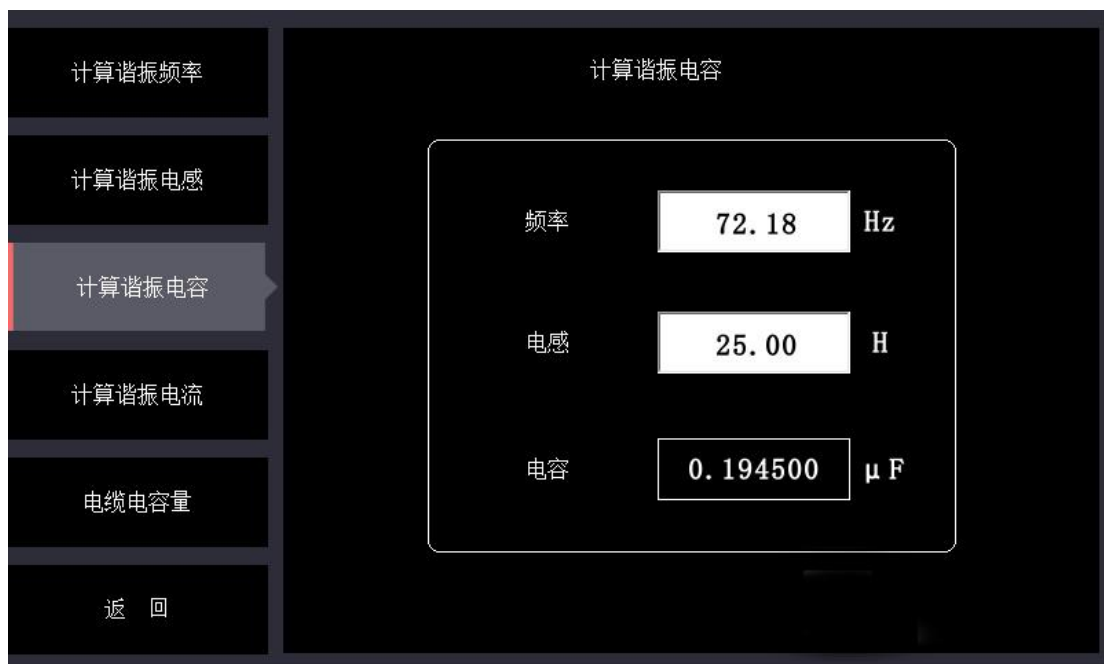 计算谐振频率
计算谐振电感
计算谐振电容
计算谐振电流
电缆电容量
返 回
计算谐振电容
频率 72.18 Hz
电感 25.00 H
电容 0.194500 μF